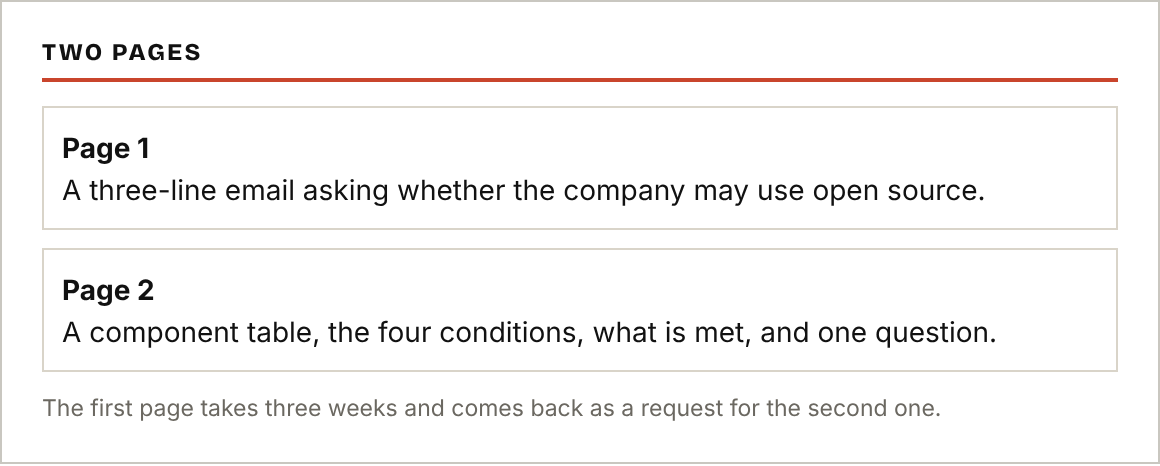 TWO PAGES
Page 1
A three-line email asking whether the company may use open source.
Page 2
A component table, the four conditions, what is met, and one question.
The first page takes three weeks and comes back as a request for the second one.